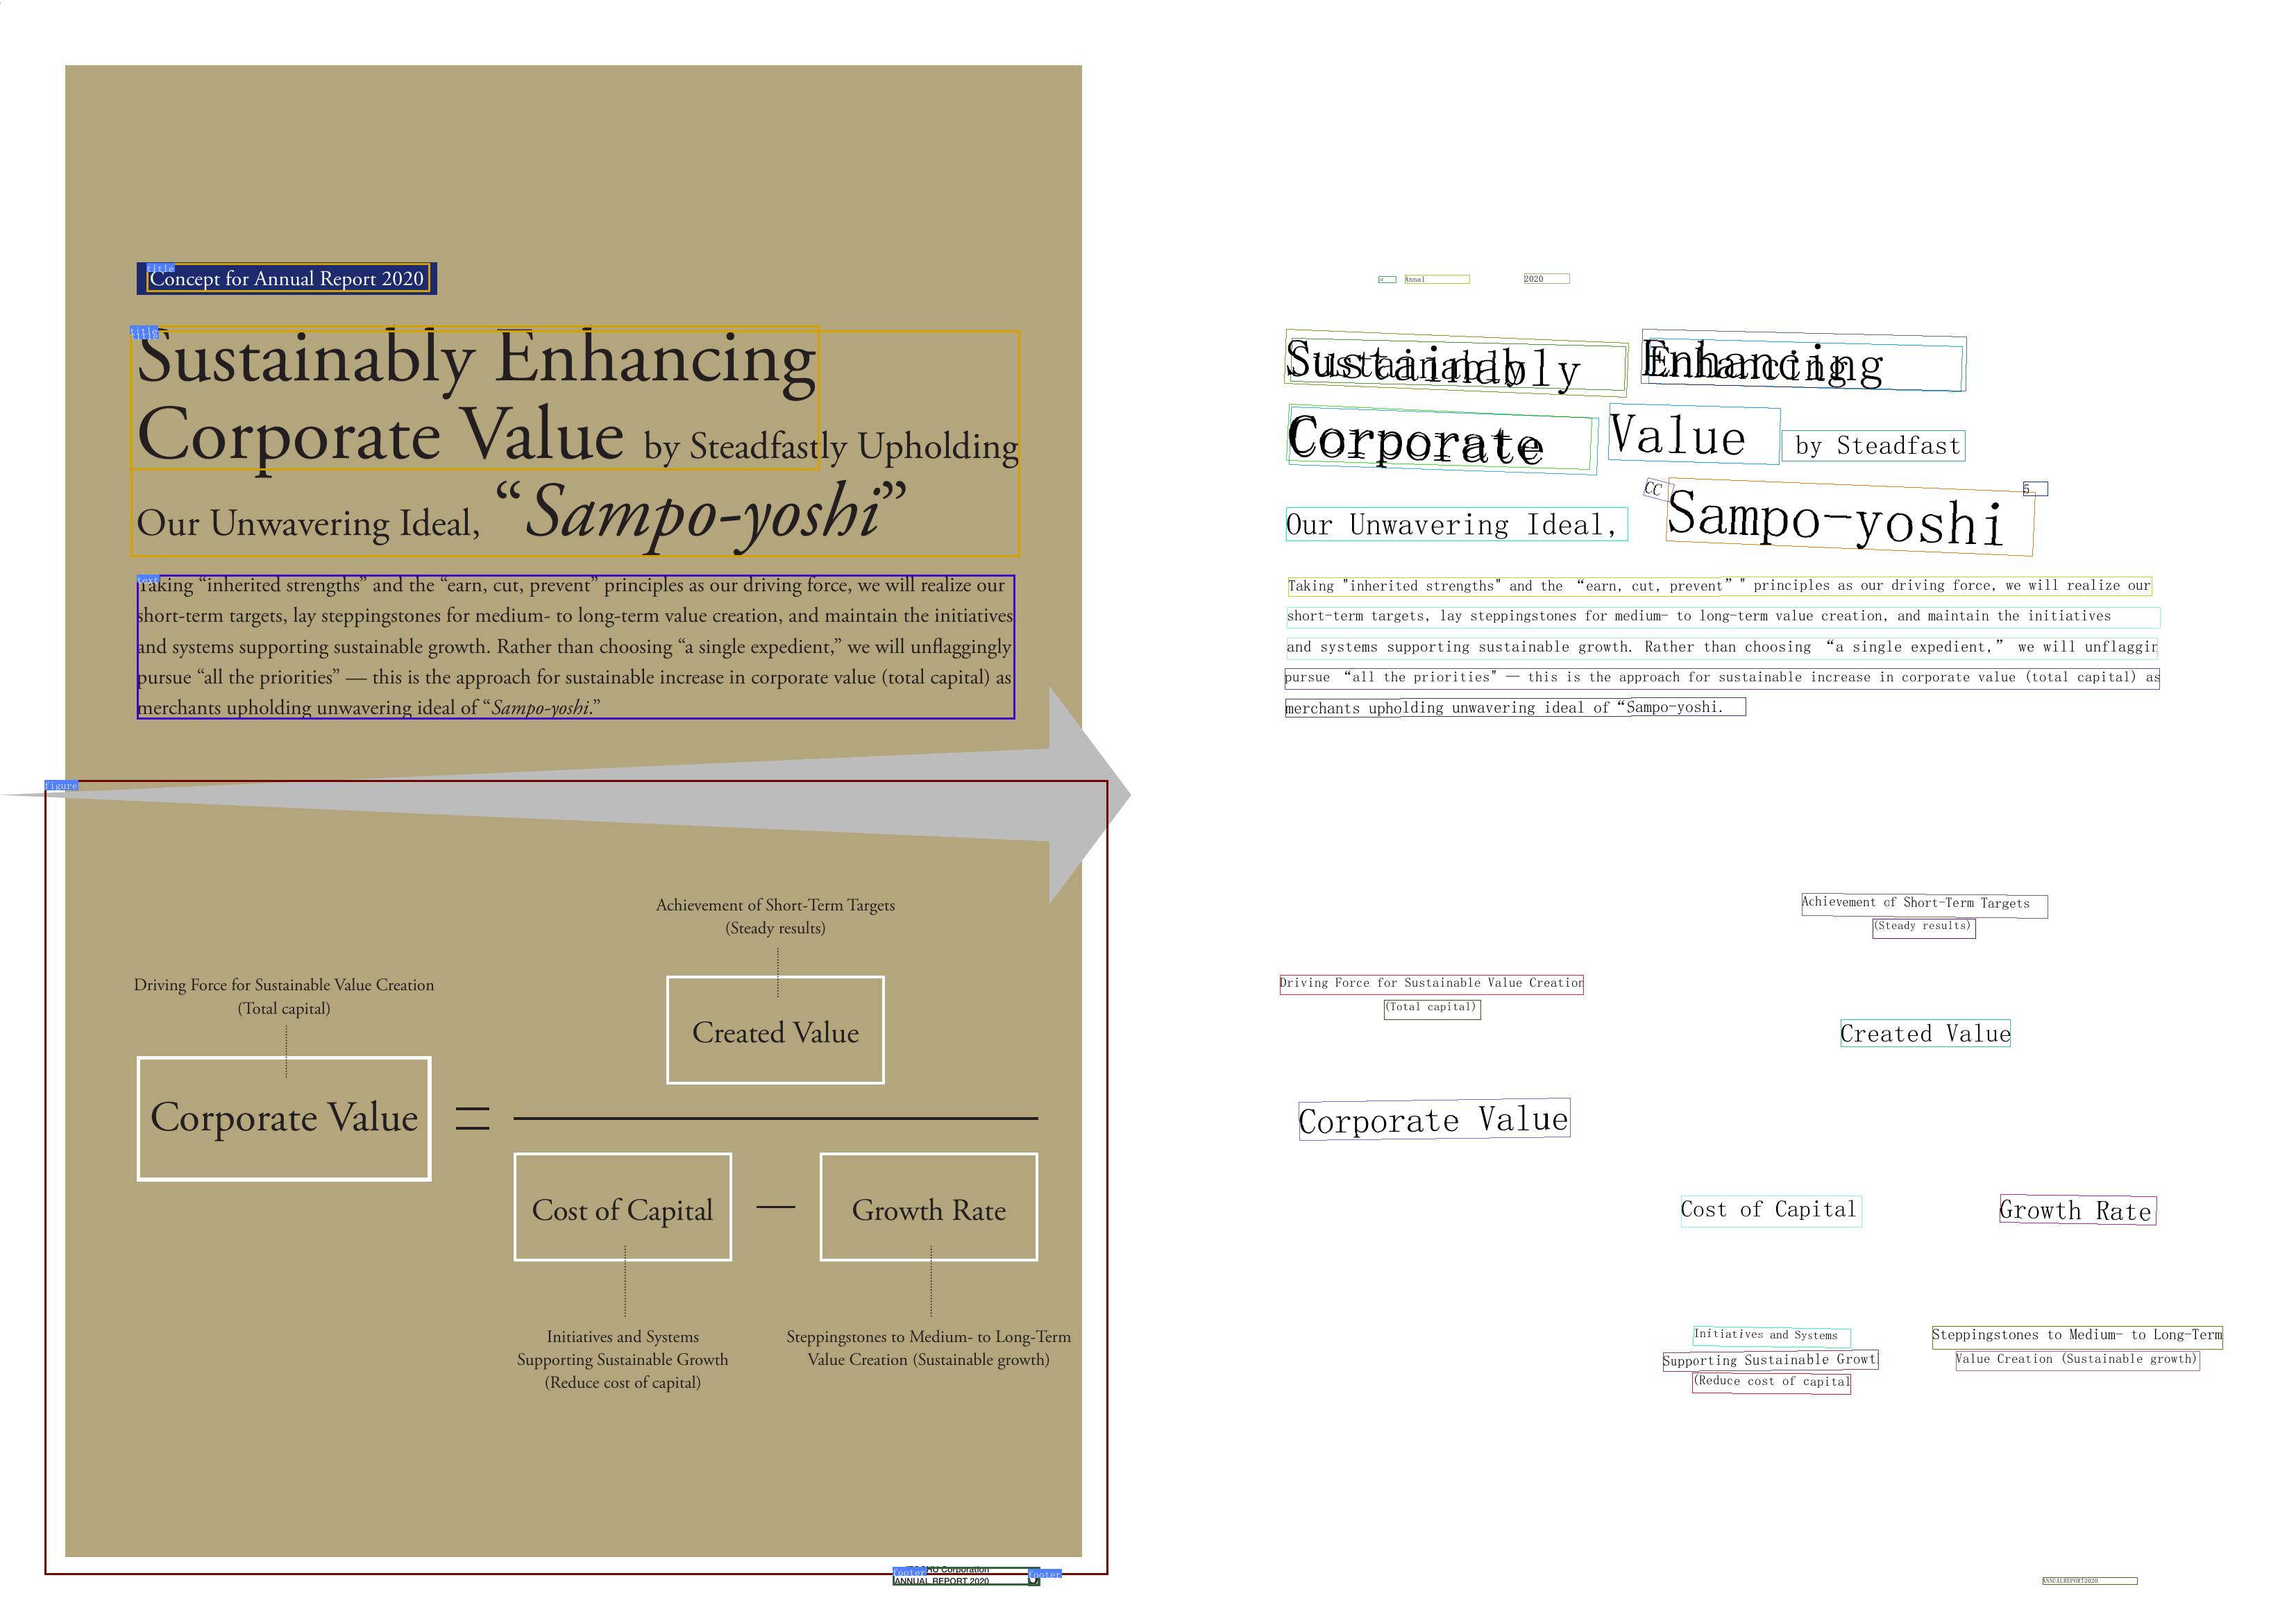 Concept for Annual Report 2020
Sustainably Enhancing
Corporate Value by Steadfastly Upholding
Our Unwavering Ideal, “Sampo-yoshi”
Taking “inherited strengths” and the “earn, cut, prevent” principles as our driving force, we will realize our
short-term targets, lay steppingstones for medium- to long-term value creation, and maintain the initiatives
and systems supporting sustainable growth. Rather than choosing “a single expedient,” we will unflaggingly
pursue “all the priorities” — this is the approach for sustainable increase in corporate value (total capital) as
merchants upholding unwavering ideal of “Sampo-yoshi.”
Achievement of Short-Term Targets
(Steady results)
Driving Force for Sustainable Value Creation
(Total capital)
Created Value
Corporate Value
=
Cost of Capital — Growth Rate
Initiatives and Systems
Supporting Sustainable Growth
(Reduce cost of capital)
Steppingstones to Medium- to Long-Term
Value Creation (Sustainable growth)
Corporation
ANNUAL REPORT 2020
title
title
title
text
figure
footer
footer
Annal
2020
Sustainably Enhancing
Corporate Value by Steadfast
CC 5
Our Unwavering Ideal, Sampo-yoshi
Taking "inherited strengths" and the “earn, cut, prevent” " principles as our driving force, we will realize our
short-term targets, lay steppingstones for medium- to long-term value creation, and maintain the initiatives
and systems supporting sustainable growth. Rather than choosing “a single expedient,” we will unflaggin
pursue “all the priorities" — this is the approach for sustainable increase in corporate value (total capital) as
merchants upholding unwavering ideal of “Sampo-yoshi.
Achievement of Short-Term Targets
(Steady results)
Driving Force for Sustainable Value Creation
(Total capital)
Created Value
Corporate Value
Cost of Capital
Growth Rate
Initiatives and Systems
Supporting Sustainable Growt
(Reduce cost of capital
Steppingstones to Medium- to Long-Term
Value Creation (Sustainable growth)
ANNUALREPORT2020